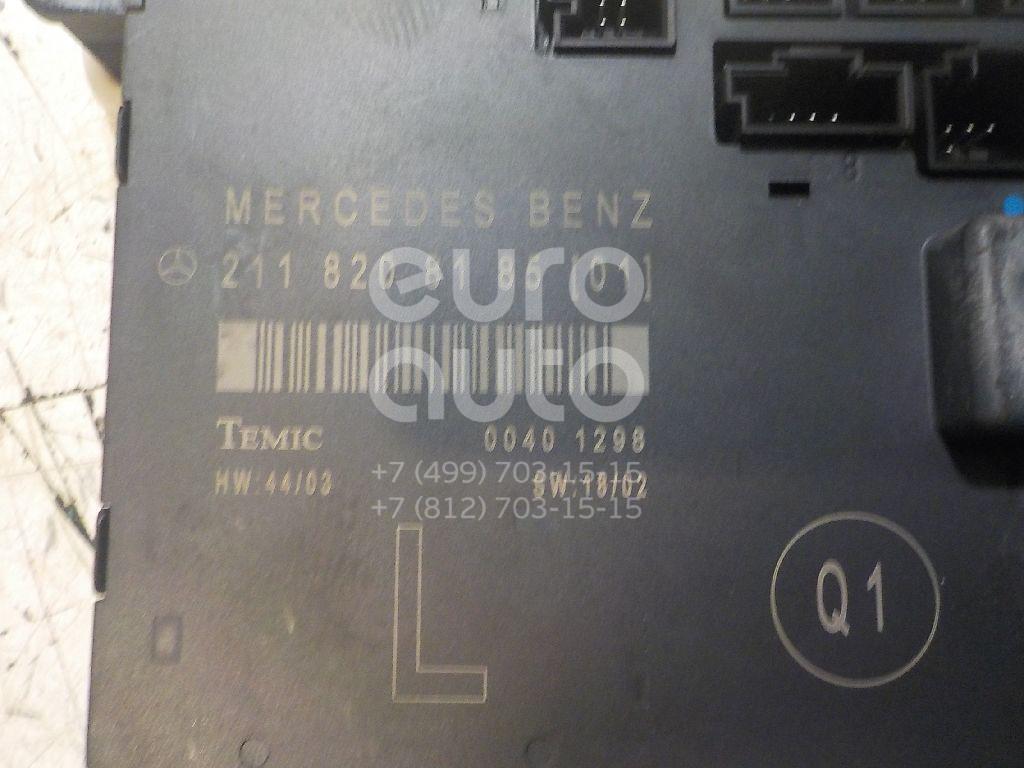 MERCEDES BENZ
211 820 81 85 [01]
euro
auto
TEMIC
0040 1298
HW:44/03
SW:18/02
+7 (499) 703-15-15
+7 (812) 703-15-15
L
Q1
8